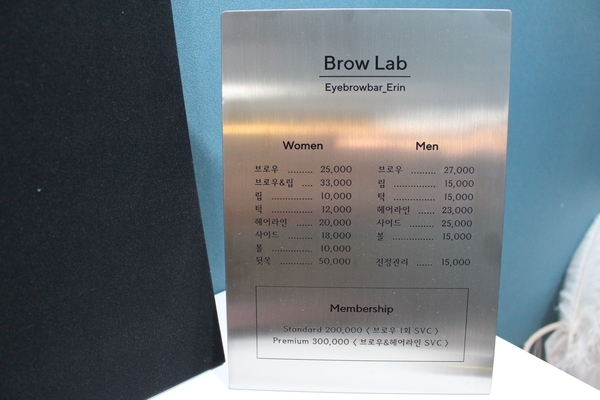 Brow Lab
Eyebrowbar_Erin
Women
브로우 ......... 25,000
브로우&립 .... 33,000
립 ............... 10,000
턱 ............... 12,000
헤어라인 ....... 20,000
사이드 .......... 18,000
볼 ............... 10,000
뒷목 ............ 50,000
Men
브로우 ......... 27,000
립 ............... 15,000
턱 ............... 15,000
헤어라인 ...... 23,000
사이드 .......... 25,000
볼 ............... 15,000
진정관리 ...... 15,000
Membership
Standard 200,000 < 브로우 1회 SVC >
Premium 300,000 < 브로우&헤어라인 SVC >